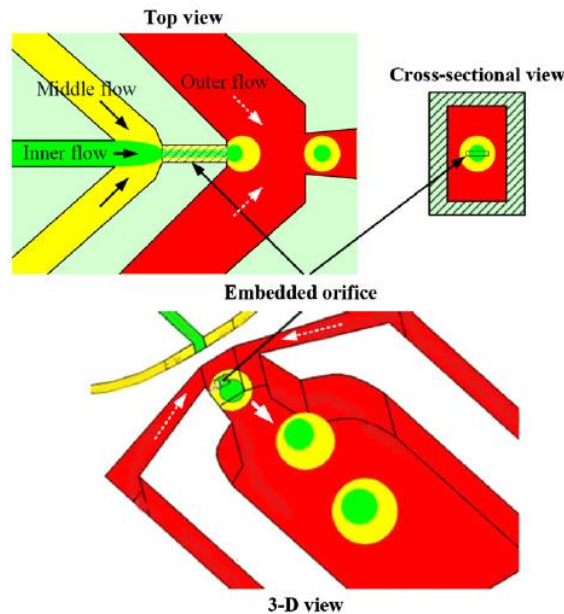 Top view
Middle flow
Outer flow
Inner flow
Cross-sectional view
Embedded orifice
3-D view